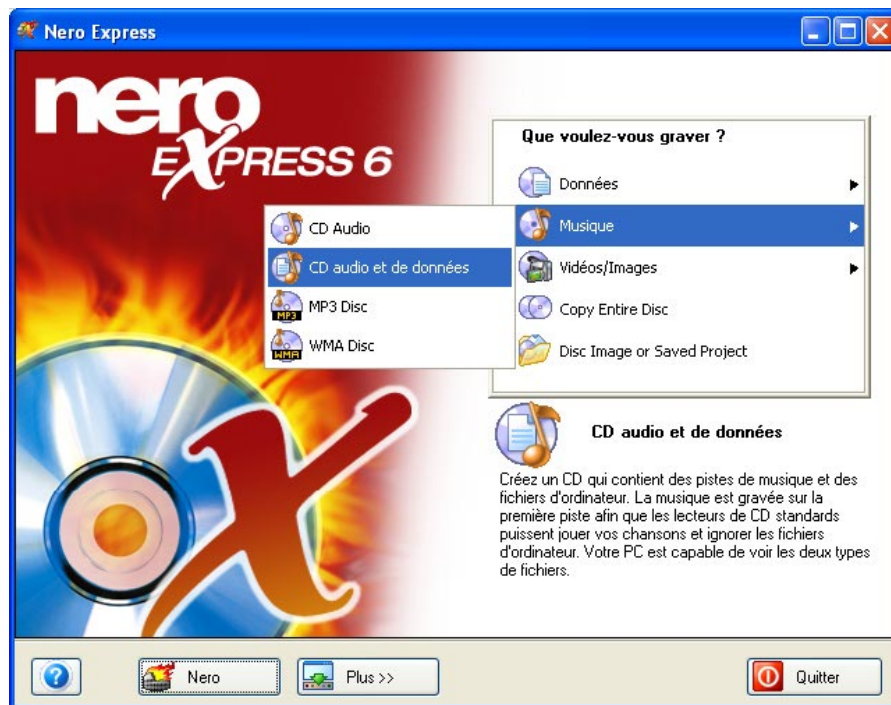 Nero Express
nero
EXPRESS 6
Que voulez-vous graver ?
Données
Musique
Vidéos/Images
Copy Entire Disc
Disc Image or Saved Project
CD Audio
CD audio et de données
MP3 Disc
MP3
WMA Disc
WMA
CD audio et de données
Créez un CD qui contient des pistes de musique et des
fichiers d'ordinateur. La musique est gravée sur la
première piste afin que les lecteurs de CD standards
puissent jouer vos chansons et ignorer les fichiers
d'ordinateur. Votre PC est capable de voir les deux types
de fichiers.
?
Nero
Plus >>
Quitter